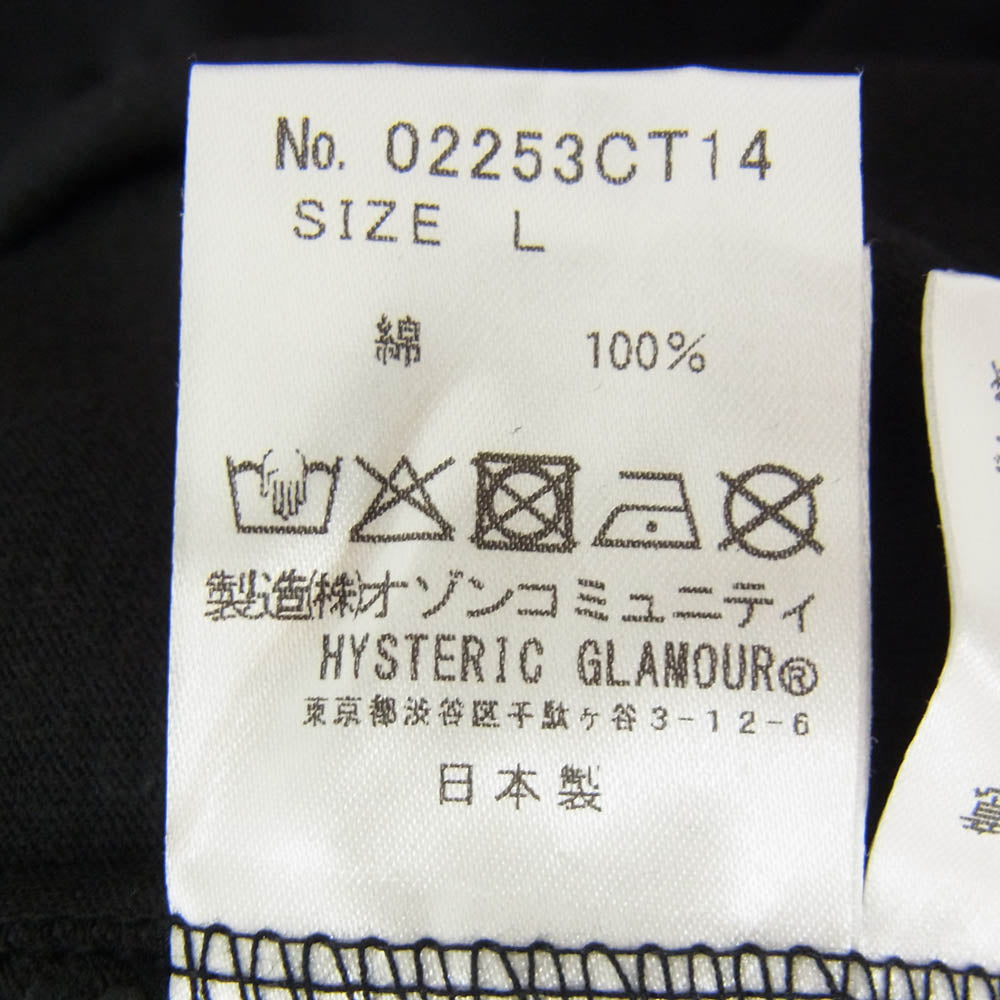 No. 02253CT14
SIZE L
綿 100%
製造(株)オゾンコミュニティ
HYSTERIC GLAMOUR®
東京都渋谷区千駄ヶ谷3-12-6
日本製